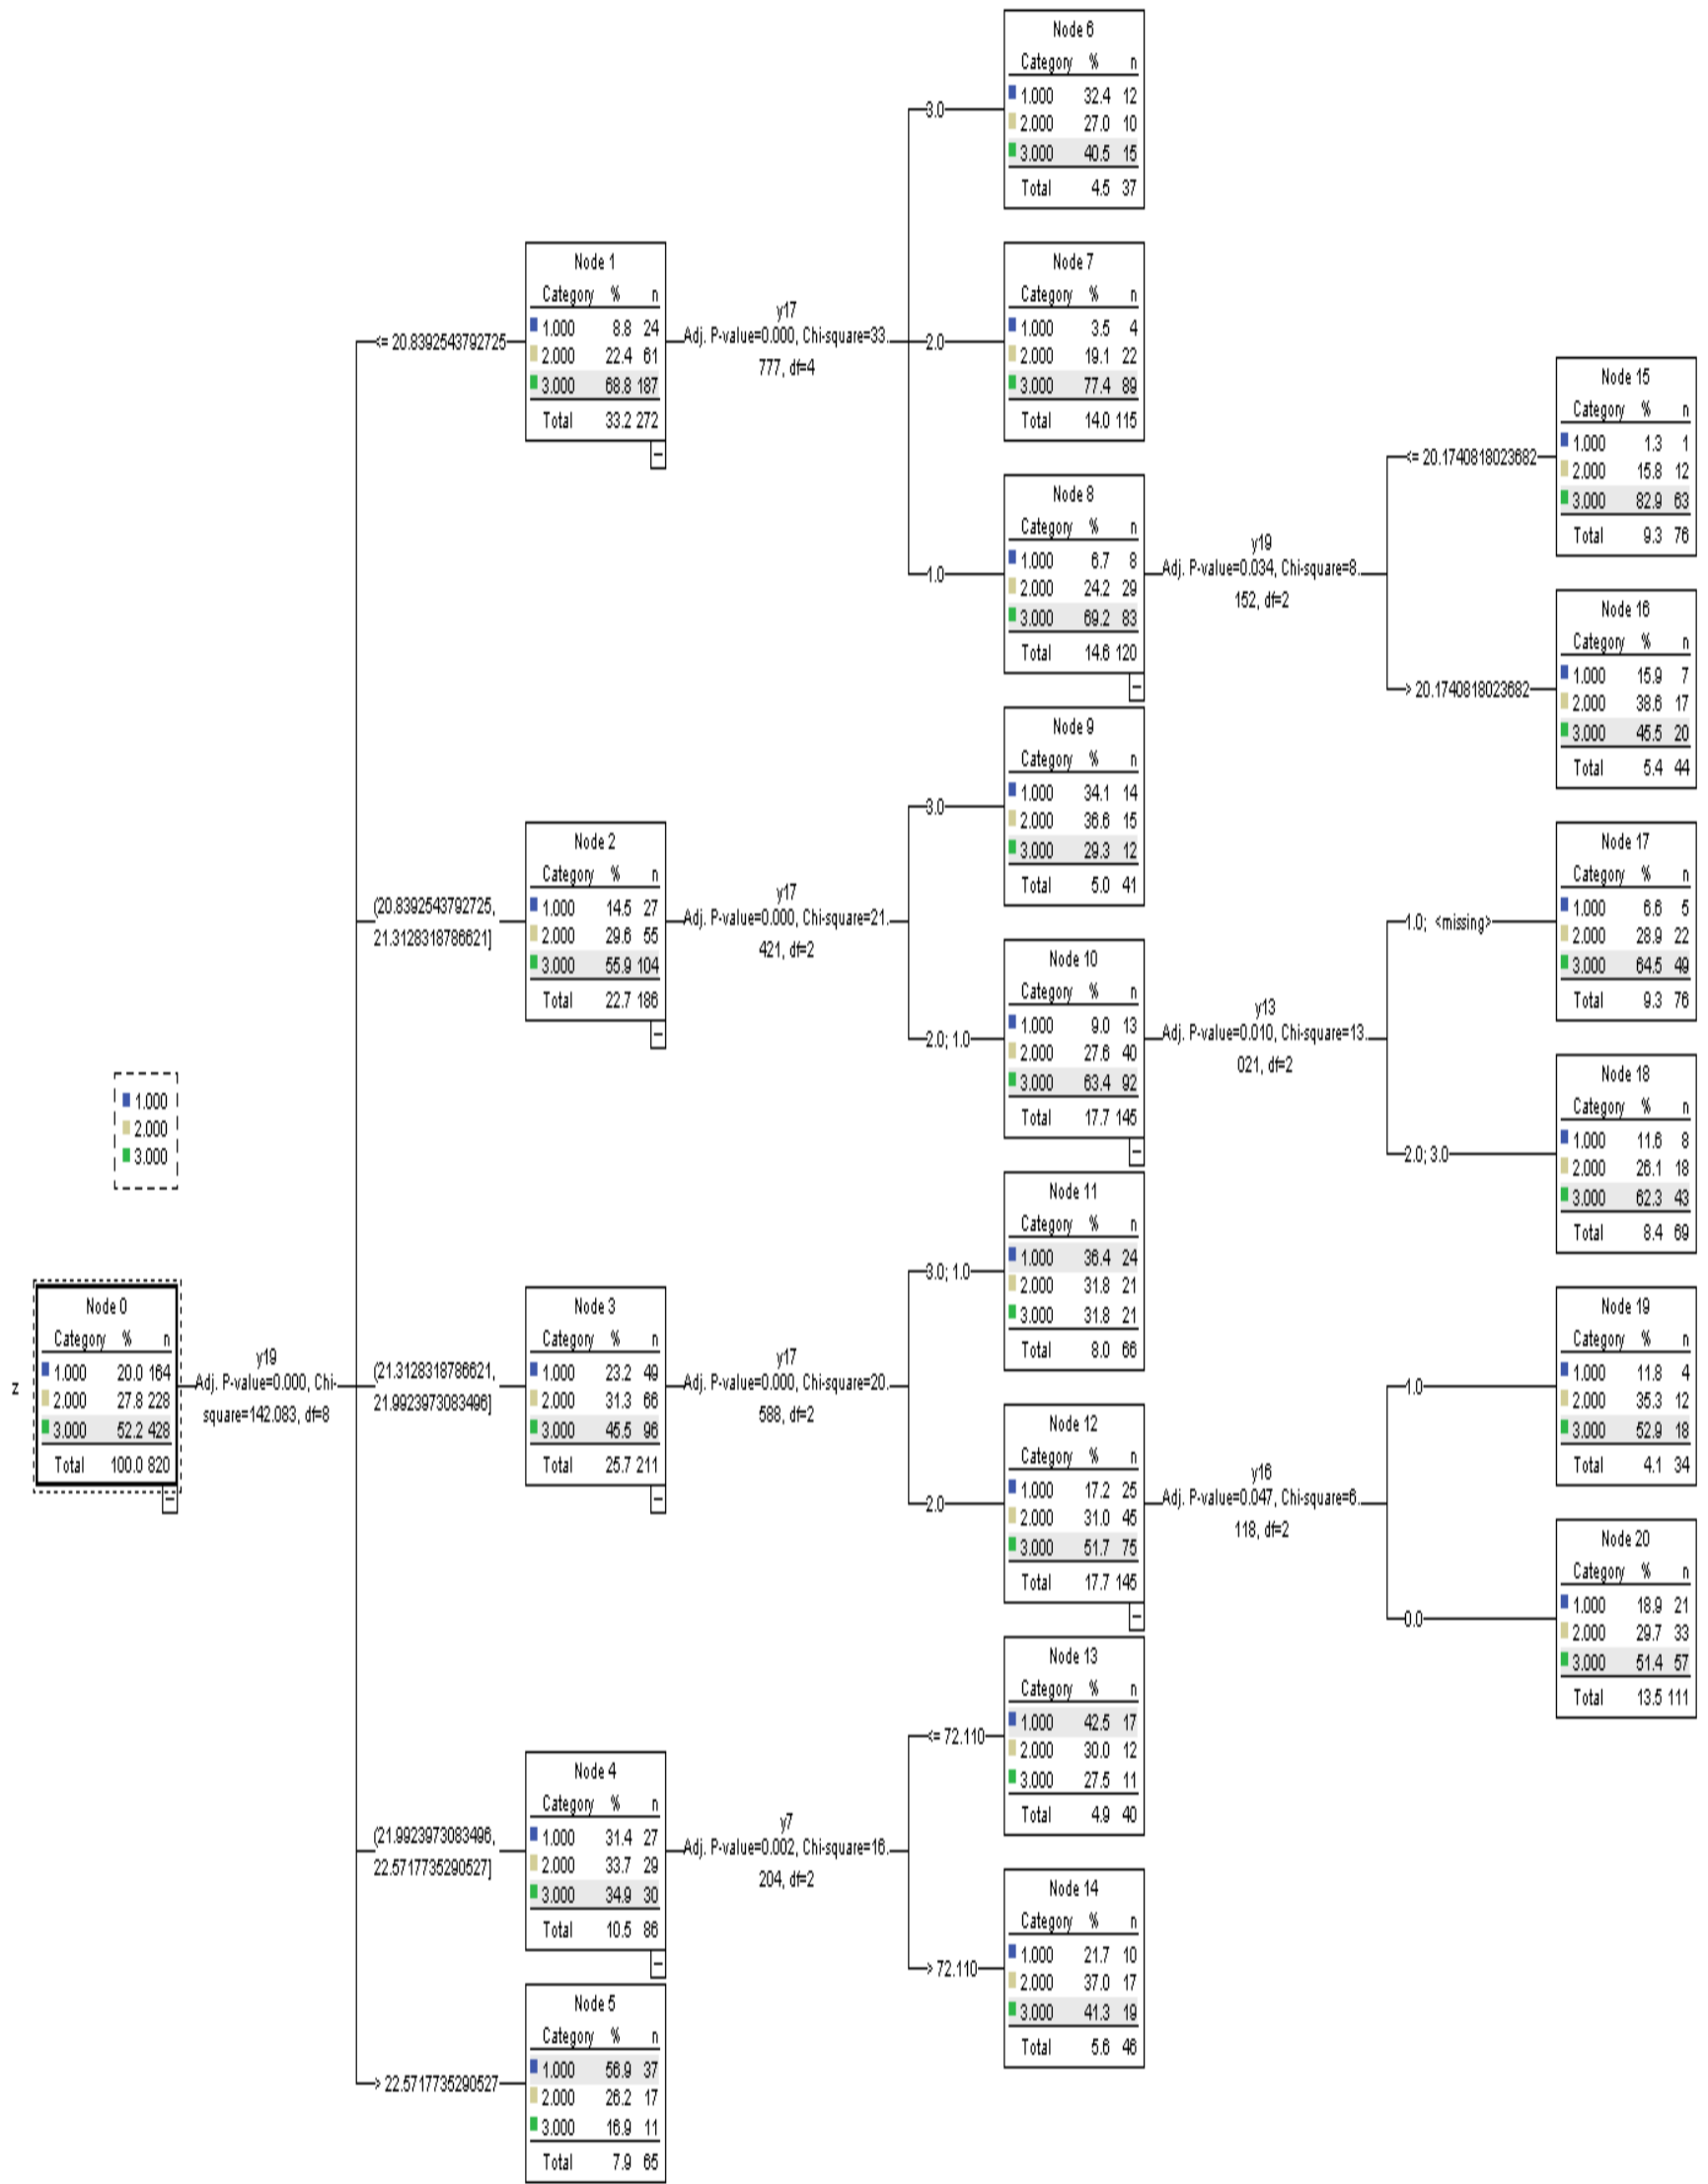 Node 6
Category % n
1.000 32.4 12
2.000 27.0 10
3.000 40.5 15
Total 4.5 37
3.0
Node 1
Category % n
1.000 8.8 24
2.000 22.4 61
3.000 68.8 187
Total 33.2 272
<= 20.8392543792725
y17
Adj. P-value=0.000, Chi-square=33.
777, df=4
2.0
Node 7
Category % n
1.000 3.5 4
2.000 19.1 22
3.000 77.4 89
Total 14.0 115
1.0
Node 8
Category % n
1.000 6.7 8
2.000 24.2 29
3.000 69.2 83
Total 14.6 120
y19
Adj. P-value=0.034, Chi-square=8.
152, df=2
<= 20.1740818023682
Node 15
Category % n
1.000 1.3 1
2.000 15.8 12
3.000 82.9 63
Total 9.3 76
> 20.1740818023682
Node 16
Category % n
1.000 15.9 7
2.000 38.6 17
3.000 45.5 20
Total 5.4 44
(20.8392543792725,
21.3128318786621]
Node 2
Category % n
1.000 14.5 27
2.000 29.6 55
3.000 55.9 104
Total 22.7 186
y17
Adj. P-value=0.000, Chi-square=21.
421, df=2
3.0
Node 9
Category % n
1.000 34.1 14
2.000 36.6 15
3.000 29.3 12
Total 5.0 41
2.0; 1.0
Node 10
Category % n
1.000 9.0 13
2.000 27.6 40
3.000 63.4 92
Total 17.7 145
y13
Adj. P-value=0.010, Chi-square=13.
021, df=2
1.0; <missing>
Node 17
Category % n
1.000 6.6 5
2.000 28.9 22
3.000 64.5 49
Total 9.3 76
2.0; 3.0
Node 18
Category % n
1.000 11.6 8
2.000 26.1 18
3.000 62.3 43
Total 8.4 69
1.000
2.000
3.000
z
Node 0
Category % n
1.000 20.0 164
2.000 27.8 228
3.000 52.2 428
Total 100.0 820
y19
Adj. P-value=0.000, Chi-
square=142.083, df=8
(21.3128318786621,
21.9923973083496]
Node 3
Category % n
1.000 23.2 49
2.000 31.3 66
3.000 45.5 96
Total 25.7 211
y17
Adj. P-value=0.000, Chi-square=20.
588, df=2
3.0; 1.0
Node 11
Category % n
1.000 36.4 24
2.000 31.8 21
3.000 31.8 21
Total 8.0 66
2.0
Node 12
Category % n
1.000 17.2 25
2.000 31.0 45
3.000 51.7 75
Total 17.7 145
y16
Adj. P-value=0.047, Chi-square=6.
118, df=2
1.0
Node 19
Category % n
1.000 11.8 4
2.000 35.3 12
3.000 52.9 18
Total 4.1 34
0.0
Node 20
Category % n
1.000 18.9 21
2.000 29.7 33
3.000 51.4 57
Total 13.5 111
(21.9923973083496,
22.5717735290527]
Node 4
Category % n
1.000 31.4 27
2.000 33.7 29
3.000 34.9 30
Total 10.5 86
y7
Adj. P-value=0.002, Chi-square=16.
204, df=2
<= 72.110
Node 13
Category % n
1.000 42.5 17
2.000 30.0 12
3.000 27.5 11
Total 4.9 40
> 72.110
Node 14
Category % n
1.000 21.7 10
2.000 37.0 17
3.000 41.3 19
Total 5.6 46
> 22.5717735290527
Node 5
Category % n
1.000 56.9 37
2.000 26.2 17
3.000 16.9 11
Total 7.9 65